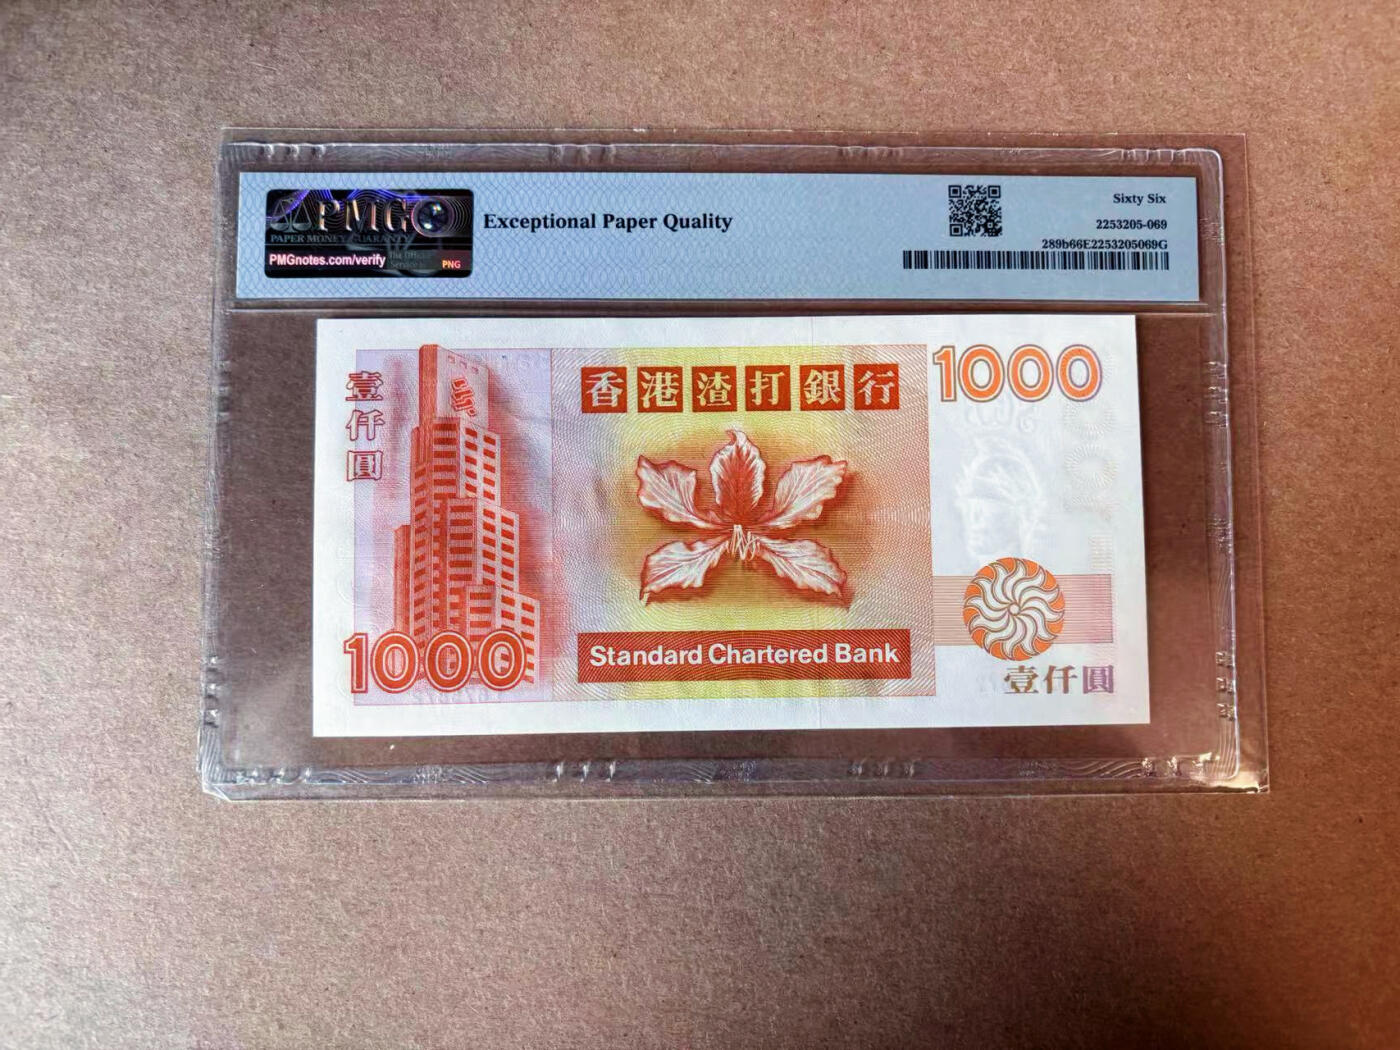 PMG
PAPER MONEY GUARANTY
PMGnotes.com/verify
PNG
Exceptional Paper Quality
Sixty Six
2253205-069
289b66E2253205069G
壹仟圓
香港渣打銀行
1000
1000
Standard Chartered Bank
壹仟圓